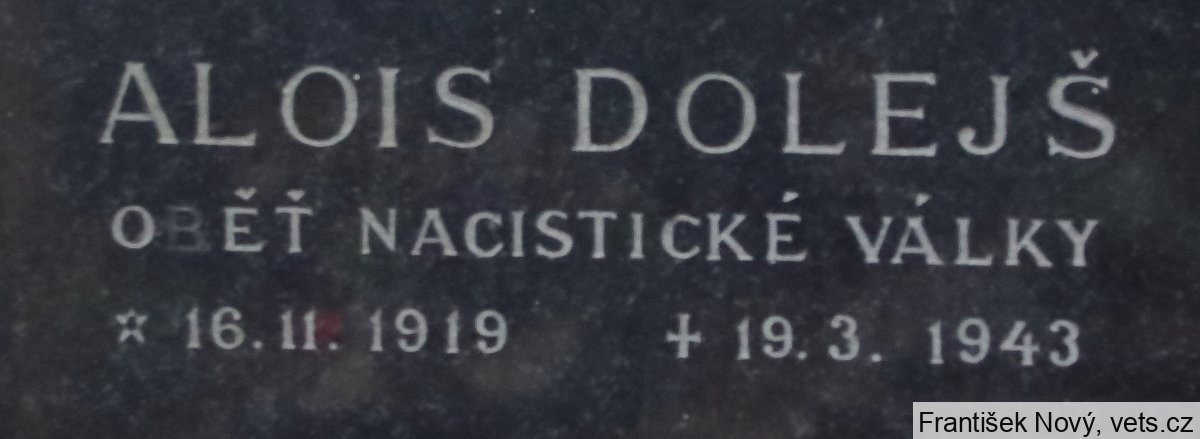 ALOIS DOLEJŠ
OBĚŤ NACISTICKÉ VÁLKY
☆ 16. 11. 1919 ✝ 19. 3. 1943
František Nový, vets.cz